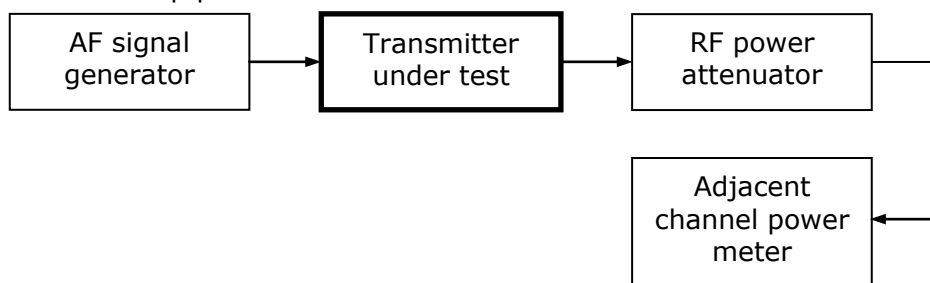 AF signal
generator
Transmitter
under test
RF power
attenuator
Adjacent
channel power
meter